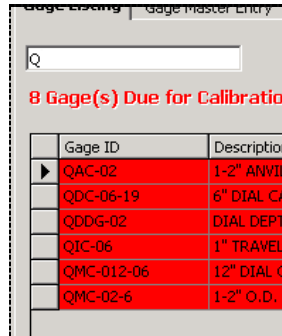 Gage Listing Gage Master Entry
Q
8 Gage(s) Due for Calibratio
Gage ID Description
QAC-02 1-2" ANVI
QDC-06-19 6" DIAL CA
QDDG-02 DIAL DEPT
QIC-06 1" TRAVEL
QMC-012-06 12" DIAL C
QMC-02-6 1-2" O.D.